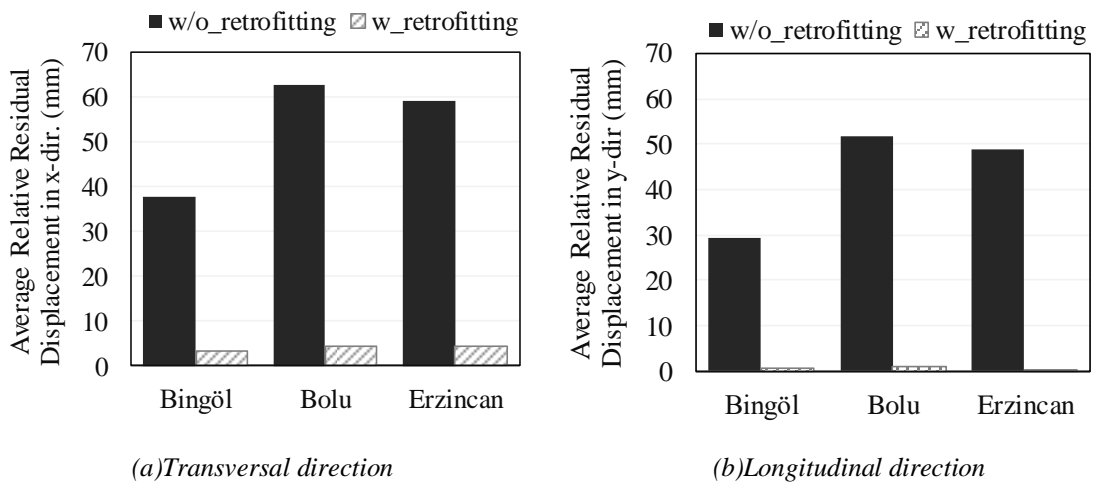 w/o_retrofitting w_retrofitting
Average Relative Residual
Displacement in x-dir. (mm)
70
60
50
40
30
20
10
0
Bingöl Bolu Erzincan
(a)Transversal direction
w/o_retrofitting w_retrofitting
Average Relative Residual
Displacement in y-dir (mm)
70
60
50
40
30
20
10
0
Bingöl Bolu Erzincan
(b)Longitudinal direction